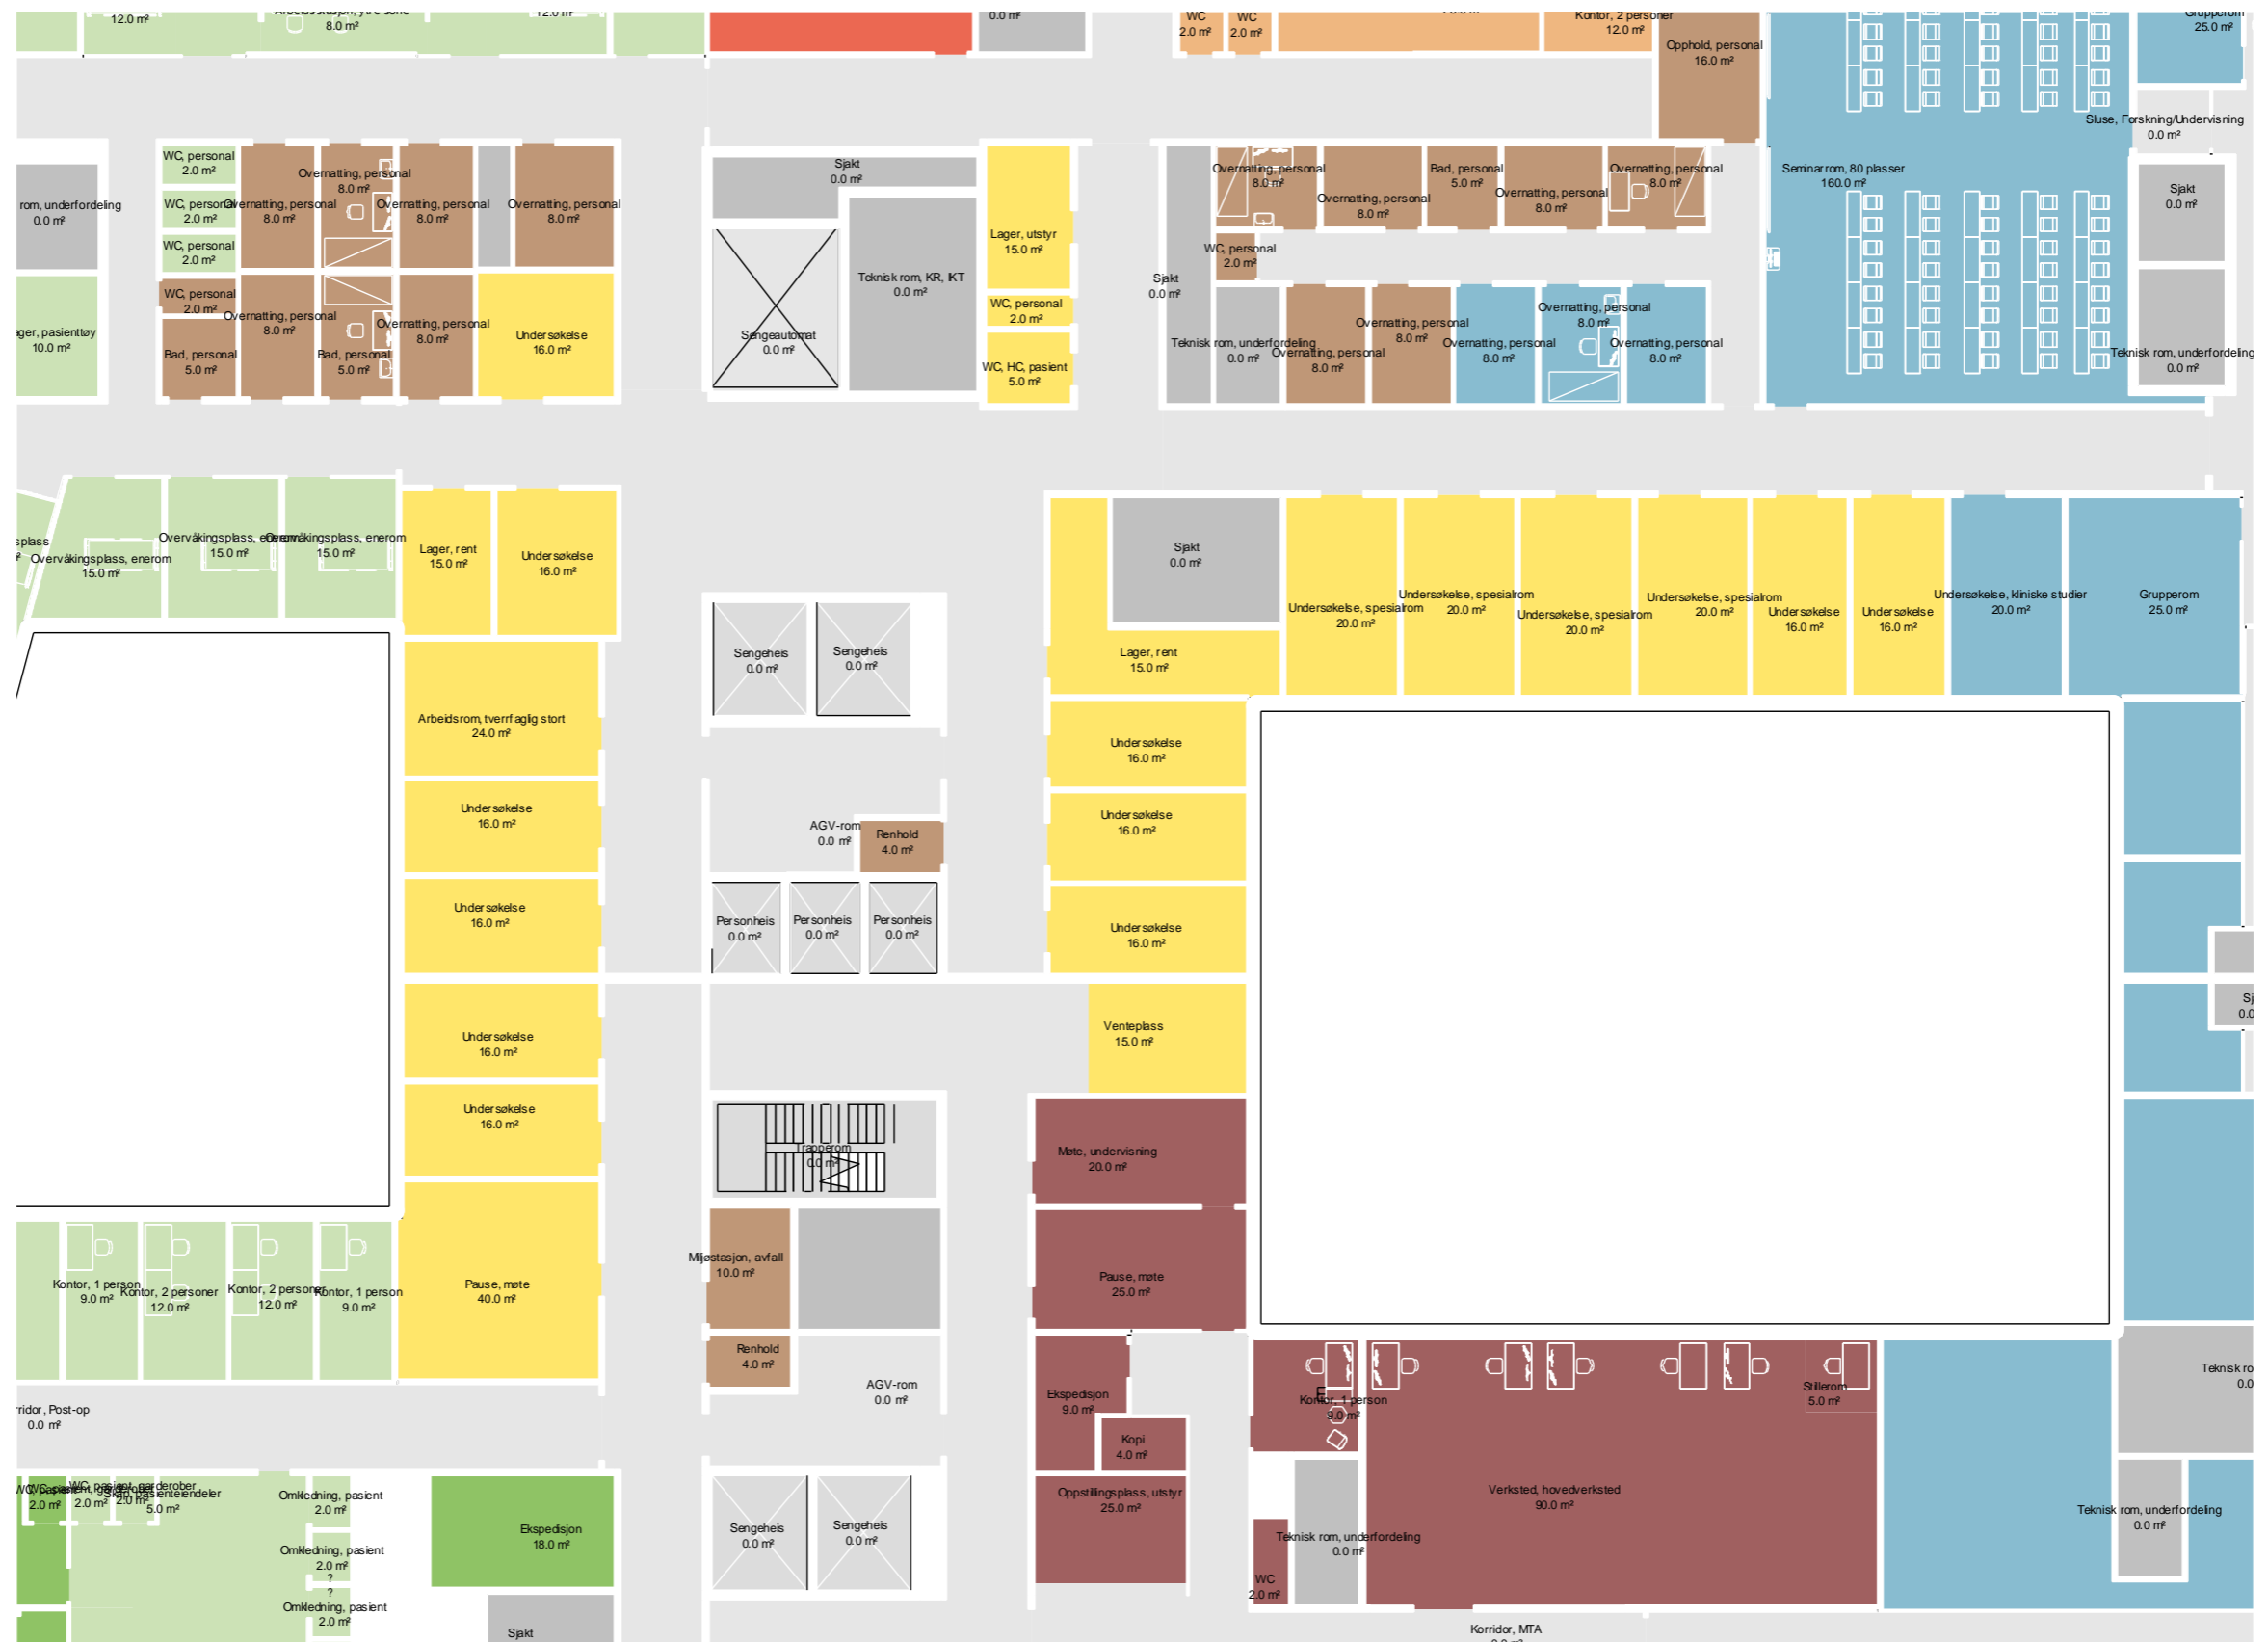 12.0 m²
8.0 m²
12.0 m²
0.0 m²
WC
2.0 m²
WC
2.0 m²
Kontor, 2 personer
12.0 m²
Opphold, personal
16.0 m²
Grupperom
25.0 m²
Sluse, Forskning/Undervisning
0.0 m²
rom, underfordeling
0.0 m²
WC, personal
2.0 m²
WC, personal
2.0 m²
WC, personal
2.0 m²
WC, personal
2.0 m²
Bad, personal
5.0 m²
Overnatting, personal
8.0 m²
Overnatting, personal
8.0 m²
Overnatting, personal
8.0 m²
Overnatting, personal
8.0 m²
Overnatting, personal
8.0 m²
Bad, personal
5.0 m²
Overnatting, personal
8.0 m²
Undersøkelse
16.0 m²
Sjakt
0.0 m²
Teknisk rom, KR, IKT
0.0 m²
Sengeautomat
0.0 m²
Lager, utstyr
15.0 m²
WC, personal
2.0 m²
WC, HC, pasient
5.0 m²
Sjakt
0.0 m²
Overnatting, personal
8.0 m²
Overnatting, personal
8.0 m²
Bad, personal
5.0 m²
Overnatting, personal
8.0 m²
Overnatting, personal
8.0 m²
WC, personal
2.0 m²
Teknisk rom, underfordeling
0.0 m²
Overnatting, personal
8.0 m²
Overnatting, personal
8.0 m²
Overnatting, personal
8.0 m²
Overnatting, personal
8.0 m²
Overnatting, personal
8.0 m²
Seminarrom, 80 plasser
160.0 m²
Sjakt
0.0 m²
Teknisk rom, underfordeling
0.0 m²
pasienttøy
10.0 m²
Overvåkingsplass, enerom
15.0 m²
Overvåkingsplass, enerom
15.0 m²
Overvåkingsplass, enerom
15.0 m²
Lager, rent
15.0 m²
Undersøkelse
16.0 m²
Sjakt
0.0 m²
Lager, rent
15.0 m²
Undersøkelse, spesialrom
20.0 m²
Undersøkelse, spesialrom
20.0 m²
Undersøkelse, spesialrom
20.0 m²
Undersøkelse, spesialrom
20.0 m²
Undersøkelse
16.0 m²
Undersøkelse
16.0 m²
Undersøkelse, kliniske studier
20.0 m²
Grupperom
25.0 m²
Sengeheis
0.0 m²
Sengeheis
0.0 m²
Arbeidsrom, tverrfaglig stort
24.0 m²
Undersøkelse
16.0 m²
Undersøkelse
16.0 m²
Undersøkelse
16.0 m²
AGV-rom
0.0 m²
Renhold
4.0 m²
Undersøkelse
16.0 m²
Undersøkelse
16.0 m²
Personheis
0.0 m²
Personheis
0.0 m²
Personheis
0.0 m²
Undersøkelse
16.0 m²
Undersøkelse
16.0 m²
Venteplass
15.0 m²
Undersøkelse
16.0 m²
Trapperom
0.0 m²
Møte, undervisning
20.0 m²
Kontor, 1 person
9.0 m²
Kontor, 2 personer
12.0 m²
Kontor, 2 personer
12.0 m²
Kontor, 1 person
9.0 m²
Pause, møte
40.0 m²
Miljøstasjon, avfall
10.0 m²
Pause, møte
25.0 m²
Renhold
4.0 m²
AGV-rom
0.0 m²
Ekspedisjon
9.0 m²
Kopi
4.0 m²
E
Kontor, 1 person
9.0 m²
Stillerom
5.0 m²
Post-op
0.0 m²
2.0 m²
2.0 m²
2.0 m²
5.0 m²
Omkledning, pasient
2.0 m²
Omkledning, pasient
2.0 m²
?
?
Omkledning, pasient
2.0 m²
Ekspedisjon
18.0 m²
Sengeheis
0.0 m²
Sengeheis
0.0 m²
Oppstillingsplass, utstyr
25.0 m²
Verksted, hovedverksted
90.0 m²
Teknisk rom, underfordeling
0.0 m²
WC
2.0 m²
Teknisk rom, underfordeling
0.0 m²
Sjakt
Korridor, MTA